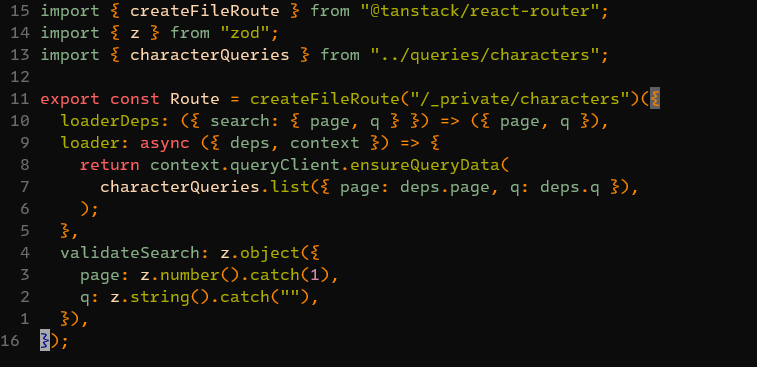 15 import { createFileRoute } from "@tanstack/react-router";
14 import { z } from "zod";
13 import { characterQueries } from "../queries/characters";
12
11 export const Route = createFileRoute("/_private/characters")({
10   loaderDeps: ({ search: { page, q } }) => ({ page, q }),
9   loader: async ({ deps, context }) => {
8     return context.queryClient.ensureQueryData(
7       characterQueries.list({ page: deps.page, q: deps.q }),
6     );
5   },
4   validateSearch: z.object({
3     page: z.number().catch(1),
2     q: z.string().catch(""),
1   }),
16 });